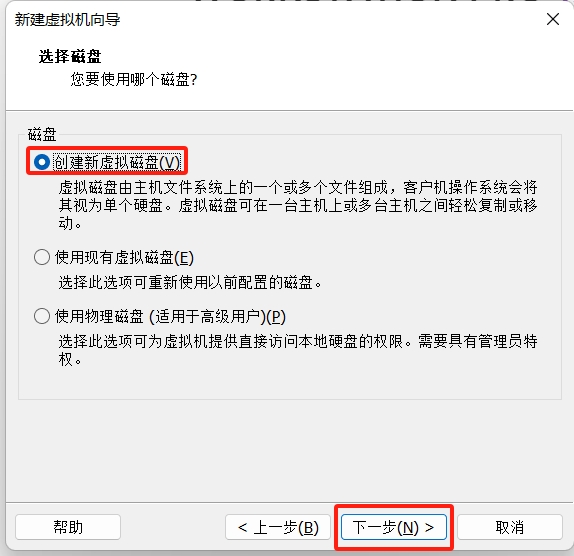 新建虚拟机向导
选择磁盘
您要使用哪个磁盘?
磁盘
创建新虚拟磁盘(V)
虚拟磁盘由主机文件系统上的一个或多个文件组成，客户机操作系统会将
其视为单个硬盘。虚拟磁盘可在一台主机上或多台主机之间轻松复制或移
动。
使用现有虚拟磁盘(E)
选择此选项可重新使用以前配置的磁盘。
使用物理磁盘 (适用于高级用户)(P)
选择此选项可为虚拟机提供直接访问本地硬盘的权限。需要具有管理员特
权。
帮助
< 上一步(B)
下一步(N) >
取消